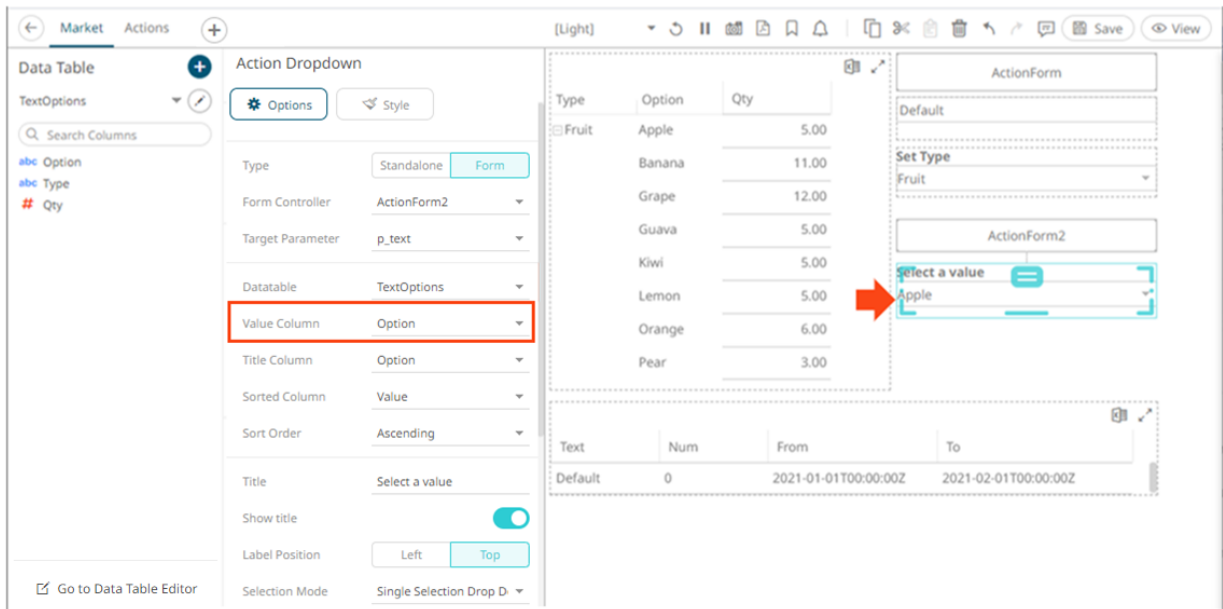 Market Actions
[Light]
Save
View
Data Table
TextOptions
Search Columns
abc Option
abc Type
# Qty
Go to Data Table Editor
Action Dropdown
Options
Style
Type Standalone Form
Form Controller ActionForm2
Target Parameter p_text
Datatable TextOptions
Value Column Option
Title Column Option
Sorted Column Value
Sort Order Ascending
Title Select a value
Show title
Label Position Left Top
Selection Mode Single Selection Drop D
Type Option Qty
Fruit Apple 5.00
Banana 11.00
Grape 12.00
Guava 5.00
Kiwi 5.00
Lemon 5.00
Orange 6.00
Pear 3.00
ActionForm
Default
Set Type
Fruit
ActionForm2
Select a value
Apple
Text Num From To
Default 0 2021-01-01T00:00:00Z 2021-02-01T00:00:00Z